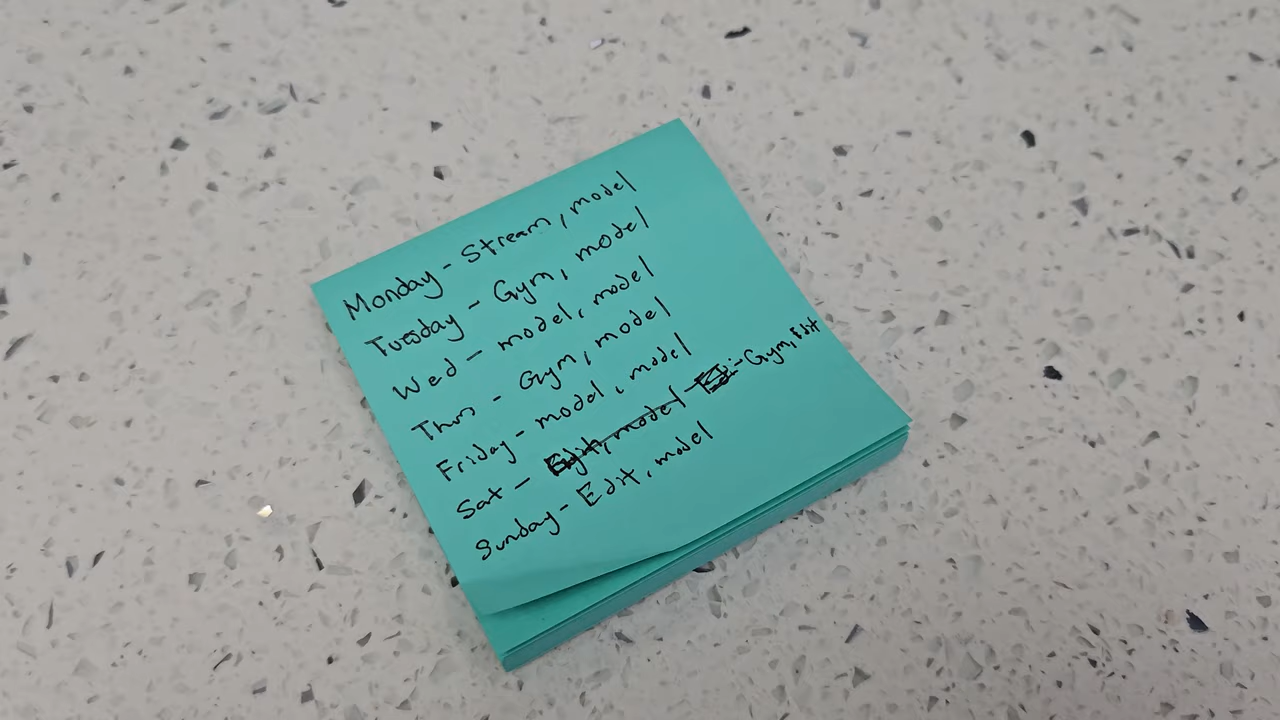 Monday - Stream, model
Tuesday - Gym, model
Wed - model, model
Thurs - Gym, model
Friday - model, model
Sat - Edit, model - Gym, Edit
Sunday - Edit, model